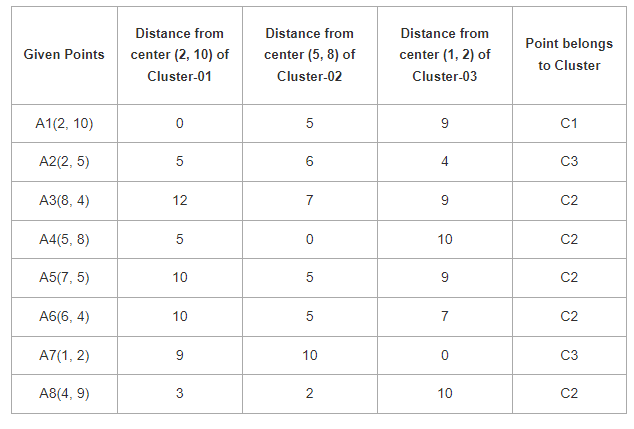 Given Points | Distance from center (2, 10) of Cluster-01 | Distance from center (5, 8) of Cluster-02 | Distance from center (1, 2) of Cluster-03 | Point belongs to Cluster
A1(2, 10) | 0 | 5 | 9 | C1
A2(2, 5) | 5 | 6 | 4 | C3
A3(8, 4) | 12 | 7 | 9 | C2
A4(5, 8) | 5 | 0 | 10 | C2
A5(7, 5) | 10 | 5 | 9 | C2
A6(6, 4) | 10 | 5 | 7 | C2
A7(1, 2) | 9 | 10 | 0 | C3
A8(4, 9) | 3 | 2 | 10 | C2